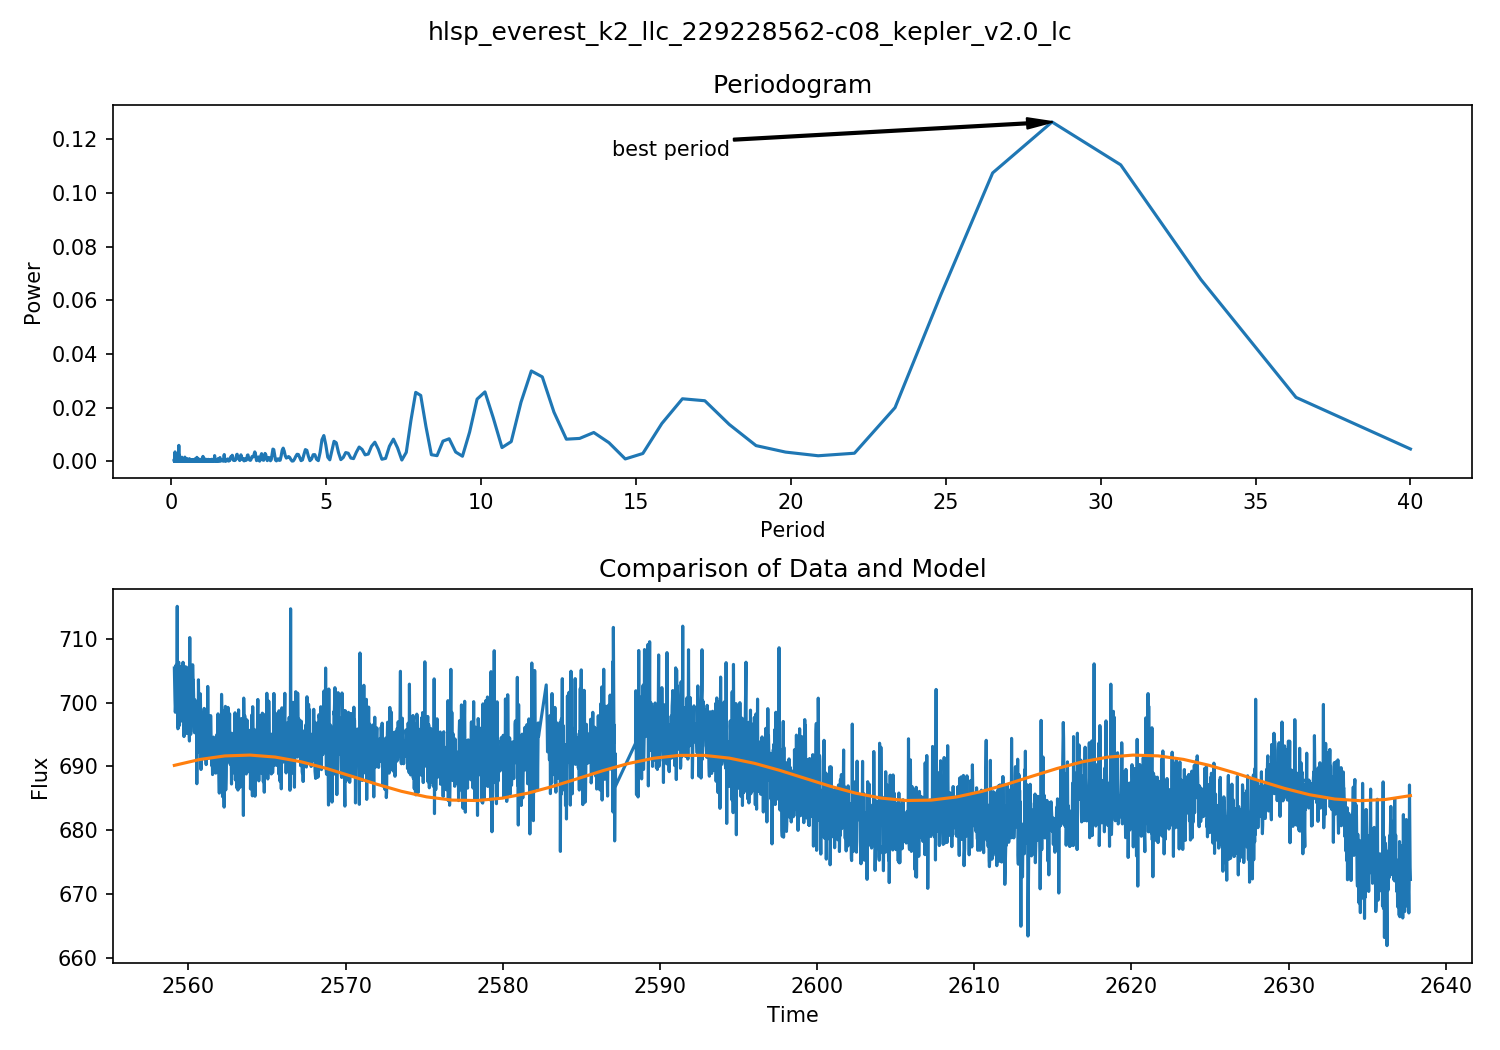 hlsp_everest_k2_llc_229228562-c08_kepler_v2.0_lc
Periodogram
0.12
0.10
0.08
0.06
0.04
0.02
0.00
Power
best period
0 5 10 15 20 25 30 35 40
Period
Comparison of Data and Model
710
700
690
680
670
660
Flux
2560 2570 2580 2590 2600 2610 2620 2630 2640
Time